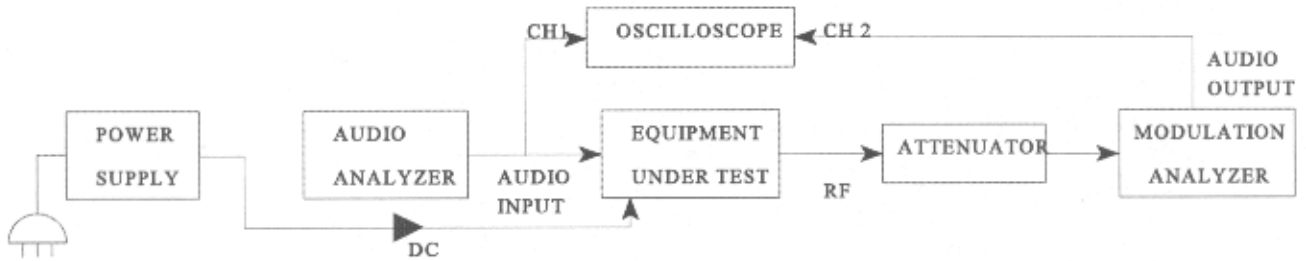 CH1
OSCILLOSCOPE
CH 2
AUDIO
OUTPUT
POWER
SUPPLY
AUDIO
ANALYZER
AUDIO
INPUT
EQUIPMENT
UNDER TEST
RF
ATTENUATOR
MODULATION
ANALYZER
DC